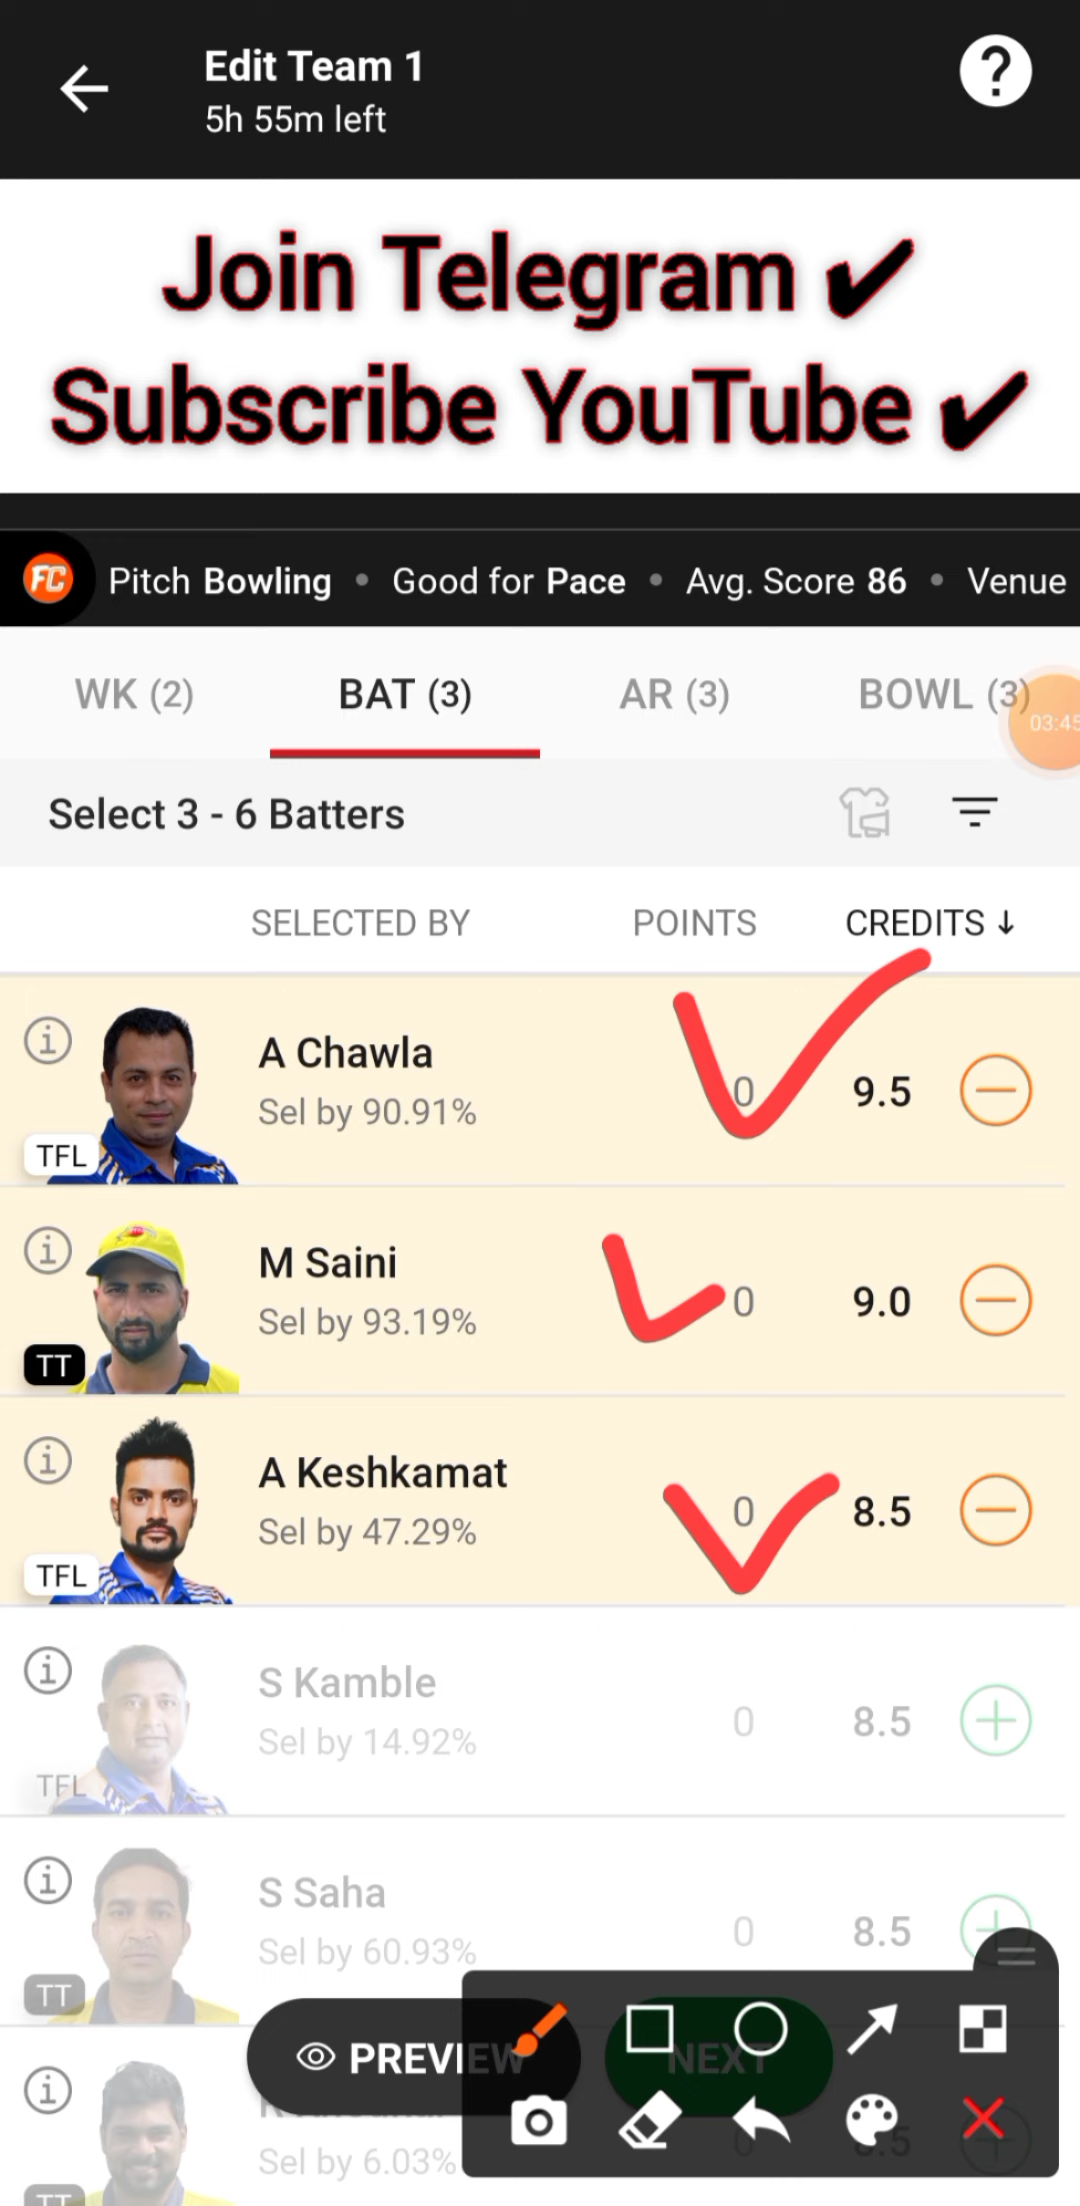 Edit Team 1
5h 55m left
Join Telegram ✔
Subscribe YouTube ✔
FC Pitch Bowling • Good for Pace • Avg. Score 86 • Venue
WK (2) BAT (3) AR (3) BOWL (3)
03:45
Select 3 - 6 Batters
SELECTED BY POINTS CREDITS ↓
A Chawla
Sel by 90.91% 0 9.5
TFL
M Saini
Sel by 93.19% 0 9.0
TT
A Keshkamat
Sel by 47.29% 0 8.5
TFL
S Kamble
Sel by 14.92% 0 8.5
TFL
S Saha
Sel by 60.93% 0 8.5
TT
PREVIEW NEXT
Sel by 6.03% 0
TT